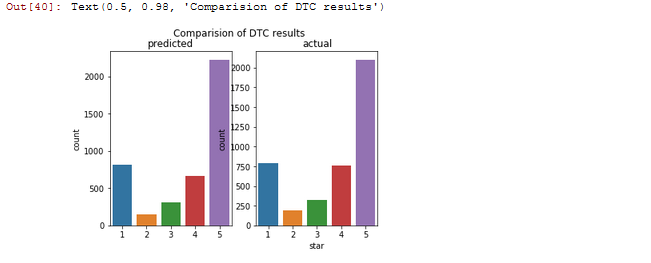 Out[40]: Text(0.5, 0.98, 'Comparision of DTC results')
Comparision of DTC results
predicted
actual
2000
1500
1000
500
0
count
1 2 3 4 5
2000
1750
1500
1250
1000
750
500
250
0
count
1 2 3 4 5
star